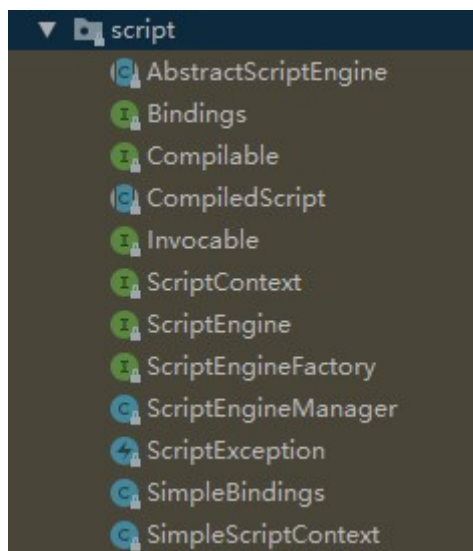 script
AbstractScriptEngine
Bindings
Compilable
CompiledScript
Invocable
ScriptContext
ScriptEngine
ScriptEngineFactory
ScriptEngineManager
ScriptException
SimpleBindings
SimpleScriptContext